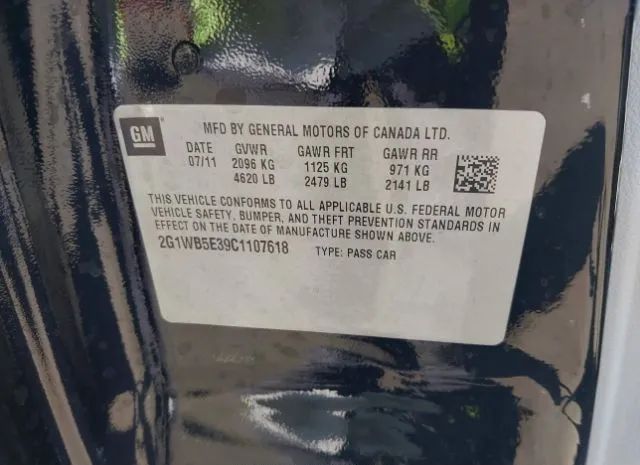 GM
MFD BY GENERAL MOTORS OF CANADA LTD.
DATE GVWR GAWR FRT GAWR RR
07/11 2096 KG 1125 KG 971 KG
4620 LB 2479 LB 2141 LB
THIS VEHICLE CONFORMS TO ALL APPLICABLE U.S. FEDERAL MOTOR
VEHICLE SAFETY, BUMPER, AND THEFT PREVENTION STANDARDS IN
EFFECT ON THE DATE OF MANUFACTURE SHOWN ABOVE.
2G1WB5E39C1107618 TYPE: PASS CAR